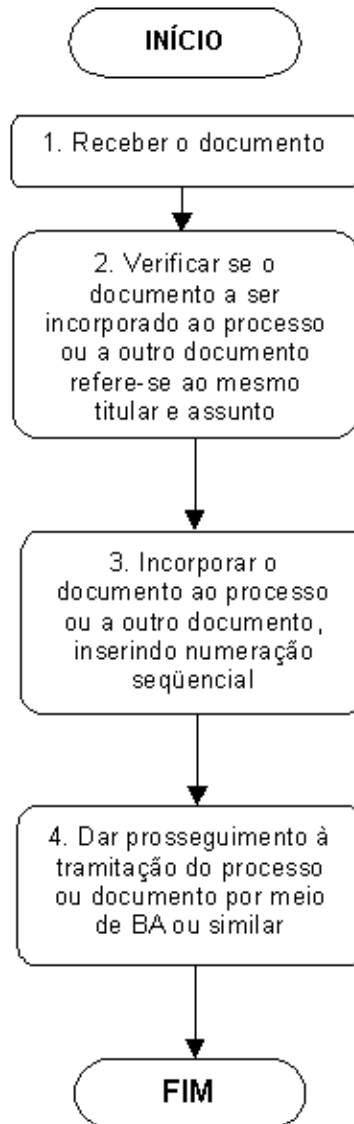 INÍCIO
1. Receber o documento
2. Verificar se o
documento a ser
incorporado ao processo
ou a outro documento
refere-se ao mesmo
titular e assunto
3. Incorporar o
documento ao processo
ou a outro documento,
inserindo numeração
seqüencial
4. Dar prosseguimento à
tramitação do processo
ou documento por meio
de BA ou similar
FIM